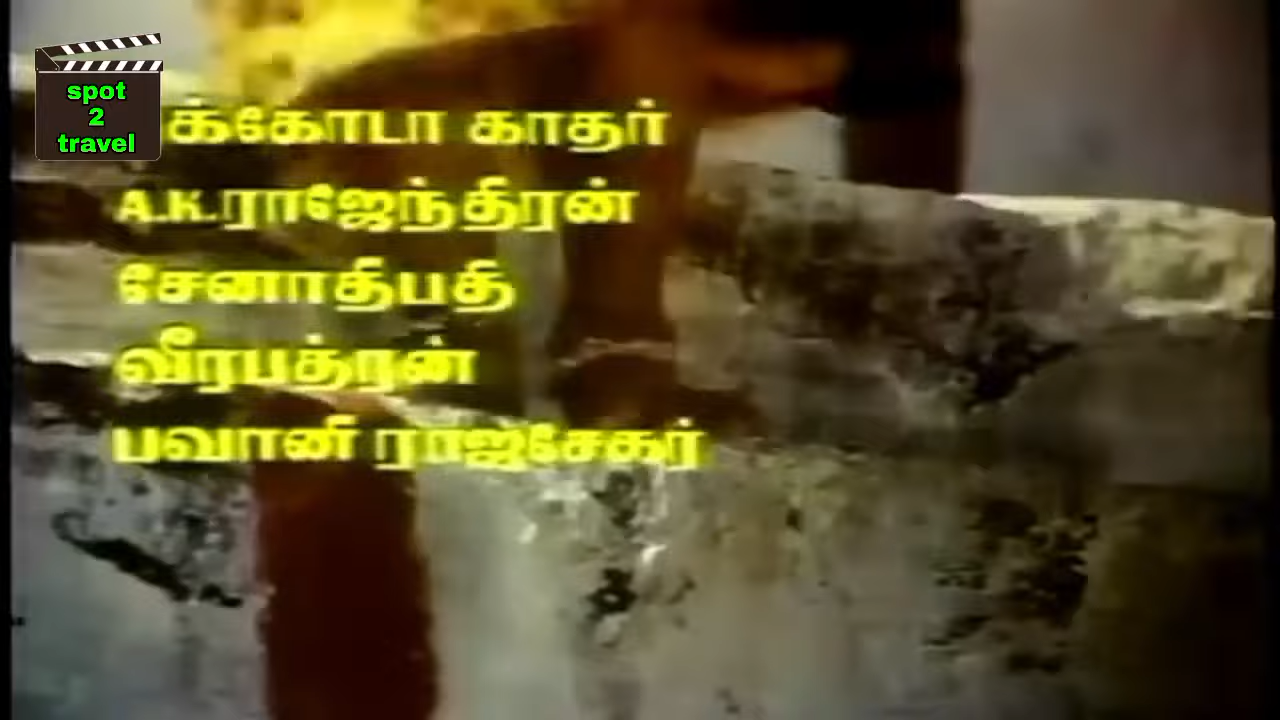 spot
2
travel
க்கோடா காதர்
A.K.ராஜேந்திரன்
சேனாதிபதி
வீரபத்ரன்
பவானி ராஜசேகர்